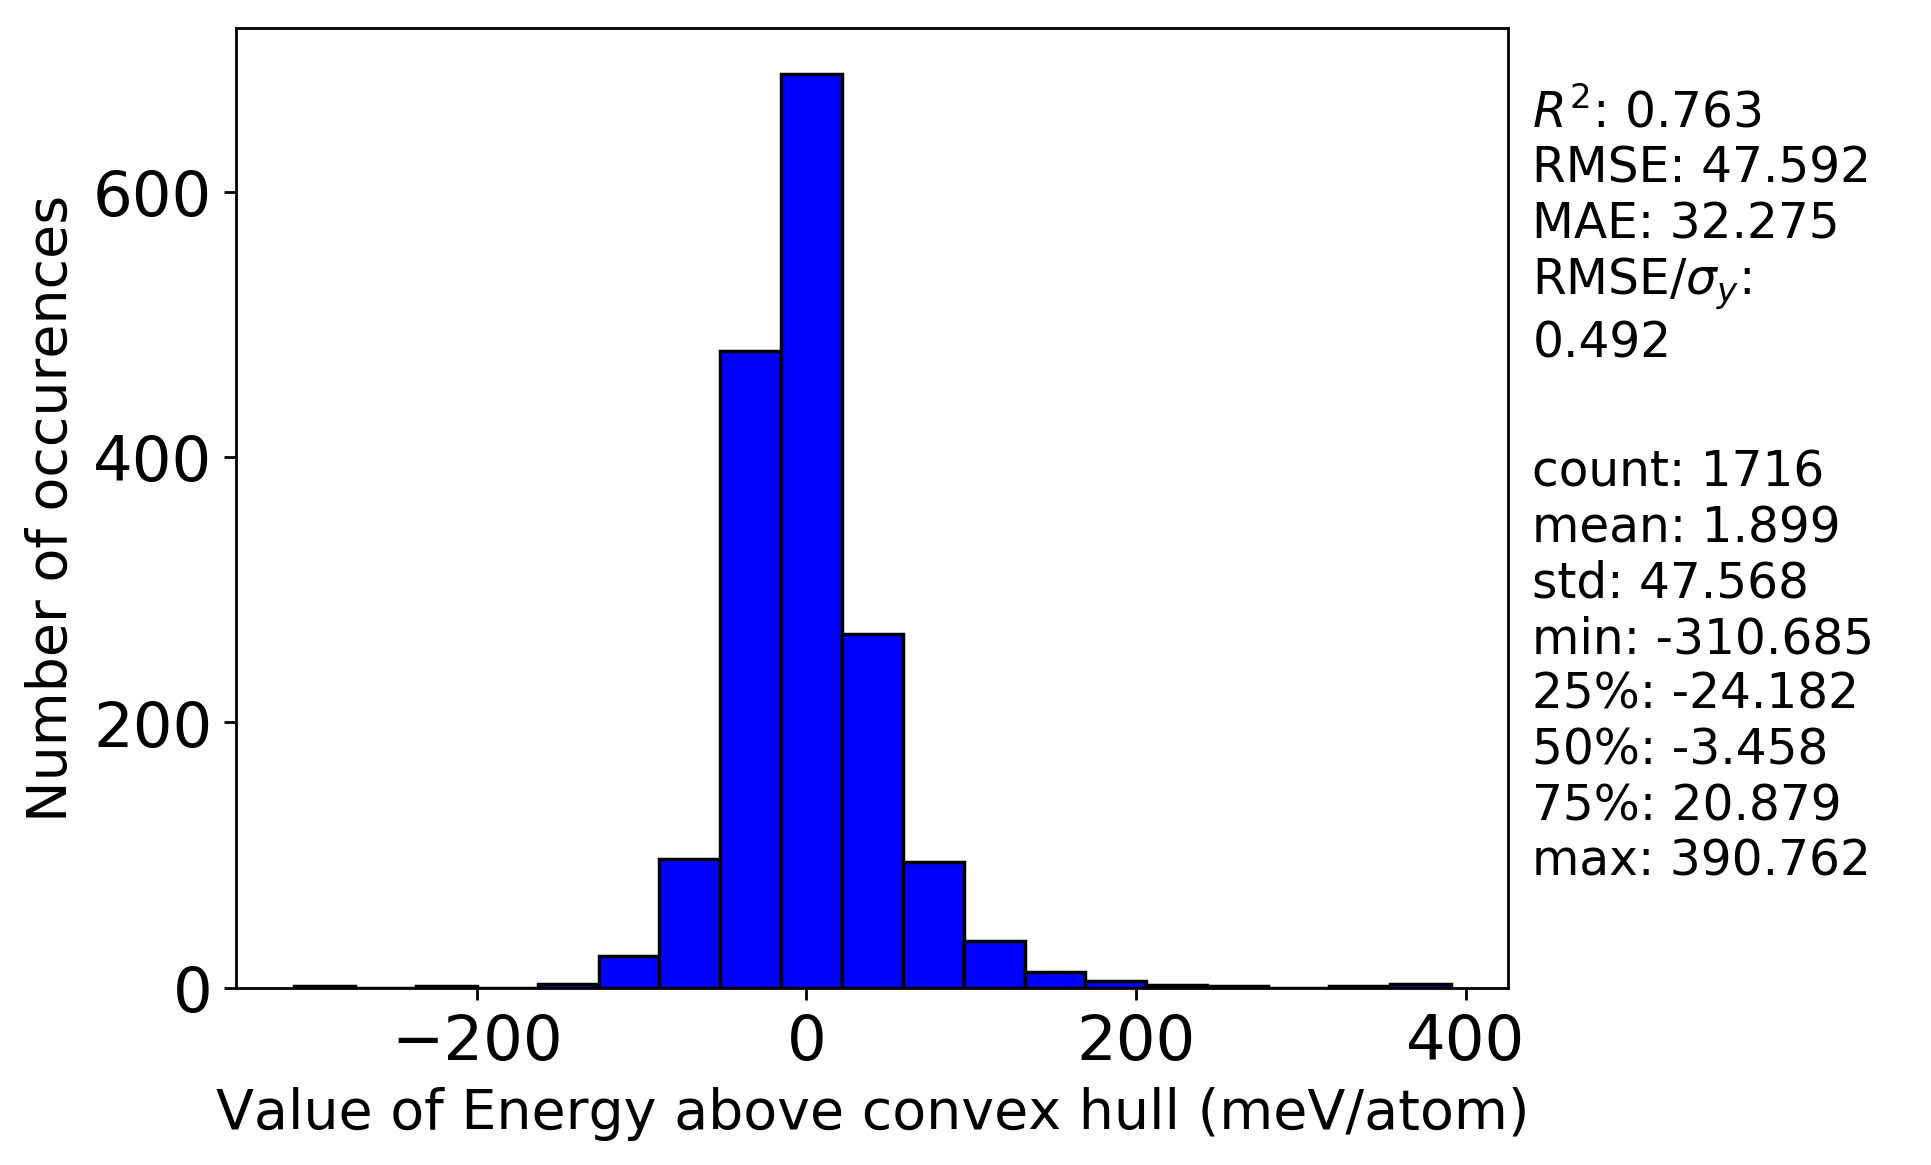 600
400
200
0
Number of occurences
−200
0
200
400
Value of Energy above convex hull (meV/atom)
R²: 0.763
RMSE: 47.592
MAE: 32.275
RMSE/σ_y:
0.492
count: 1716
mean: 1.899
std: 47.568
min: -310.685
25%: -24.182
50%: -3.458
75%: 20.879
max: 390.762